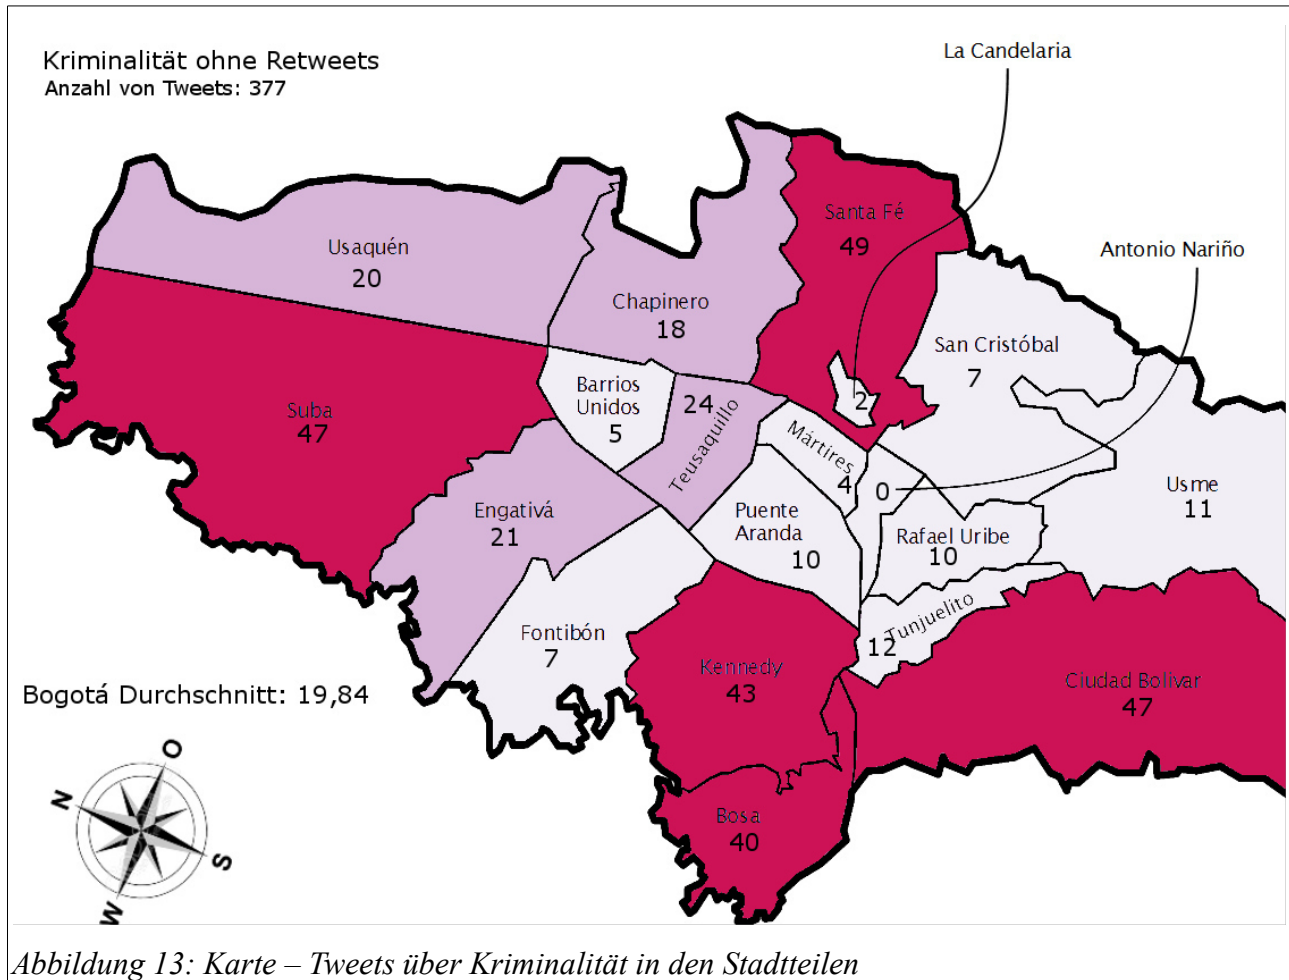 Kriminalität ohne Retweets
Anzahl von Tweets: 377
La Candelaria
Antonio Nariño
Santa Fé
49
Usaquén
20
Chapinero
18
San Cristóbal
7
Barrios
Unidos
5
24
Teusaquillo
2
Suba
47
Mártires
4
0
Usme
11
Engativá
21
Puente
Aranda
10
Rafael Uribe
10
Fontibón
7
Tunjuelito
12
Kennedy
43
Ciudad Bolivar
47
Bogotá Durchschnitt: 19,84
Bosa
40
O
N
S
W
Abbildung 13: Karte – Tweets über Kriminalität in den Stadtteilen